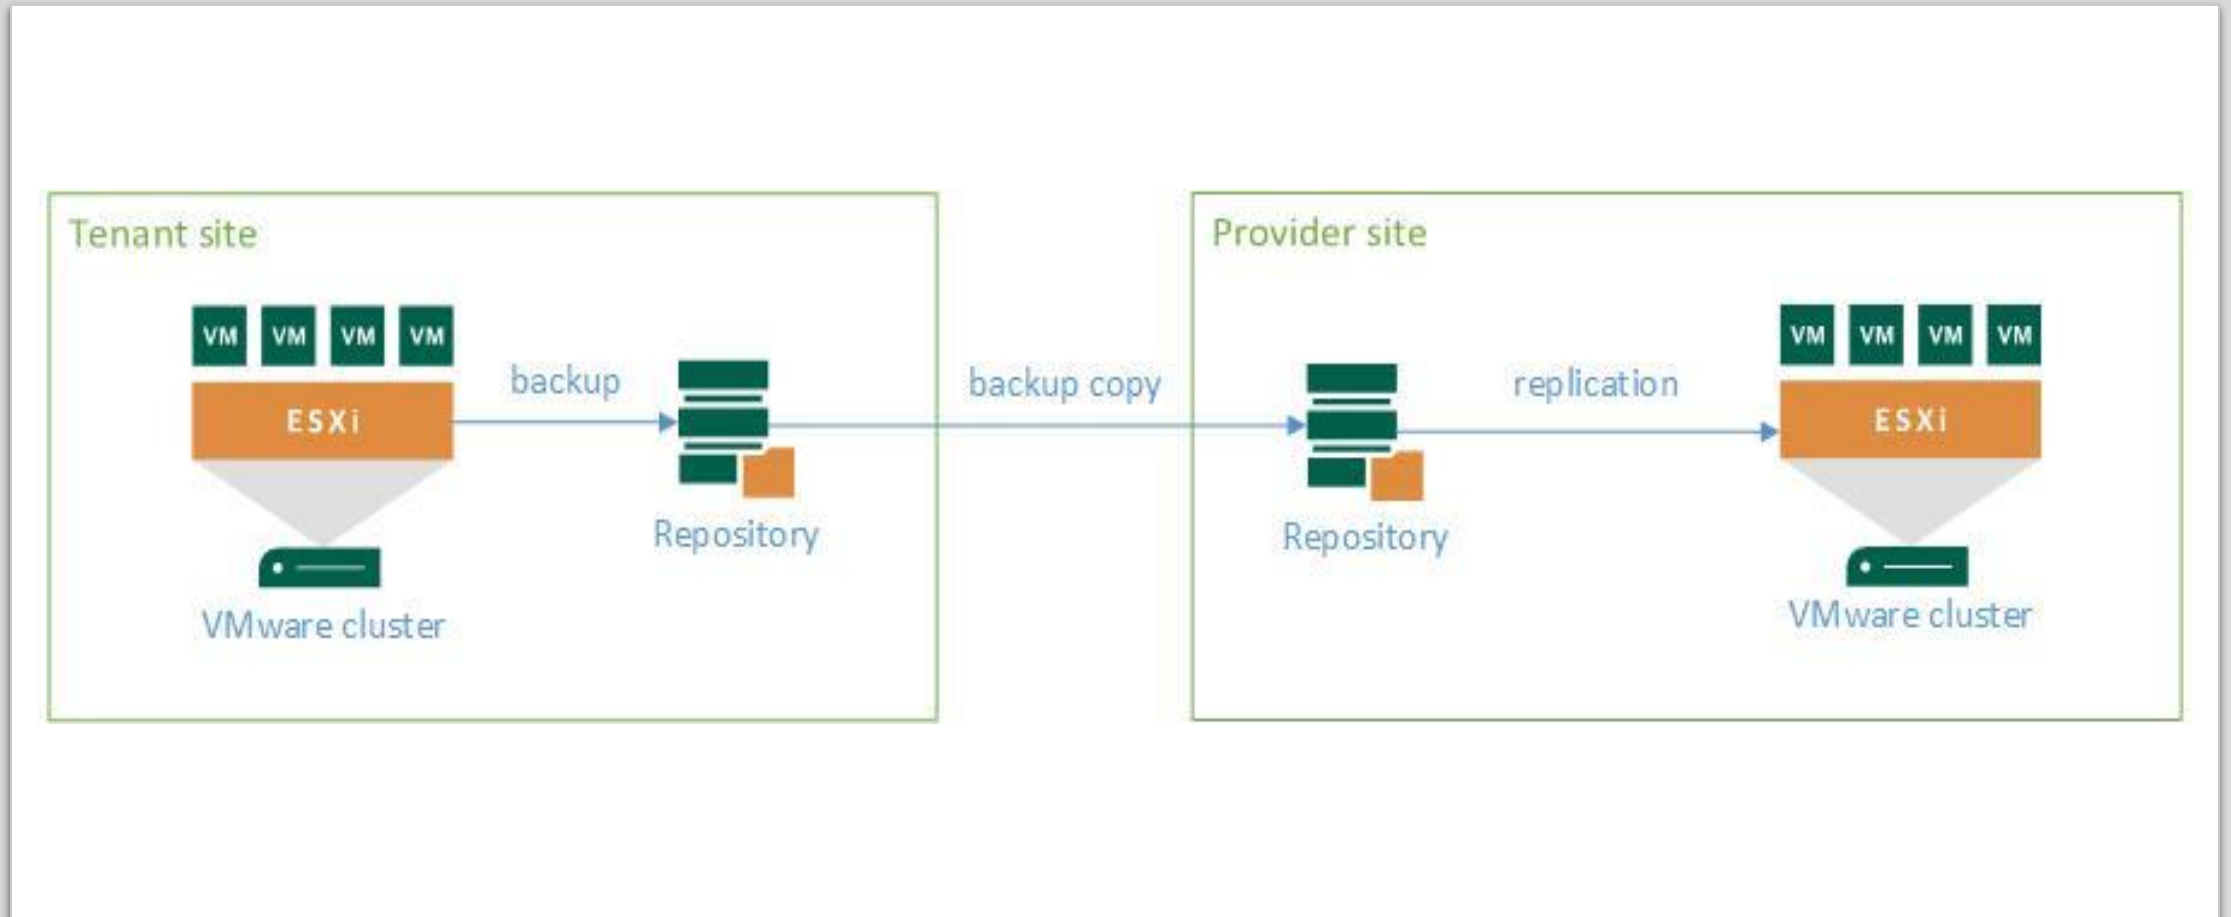 Tenant site
Provider site
VM VM VM VM
VM VM VM VM
backup
backup copy
replication
ESXi
ESXi
Repository
Repository
VMware cluster
VMware cluster